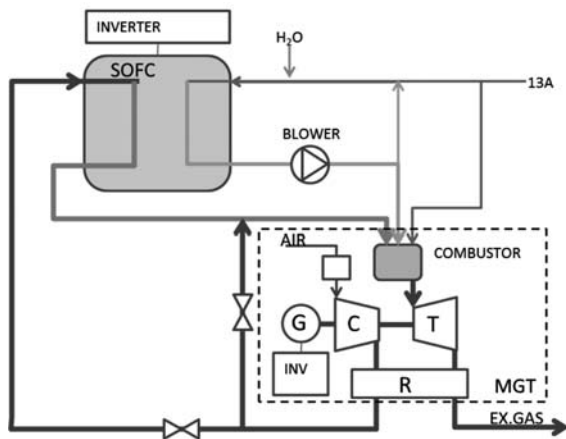 INVERTER
SOFC
H₂O
13A
BLOWER
AIR
COMBUSTOR
G
C
T
INV
R
MGT
EX.GAS